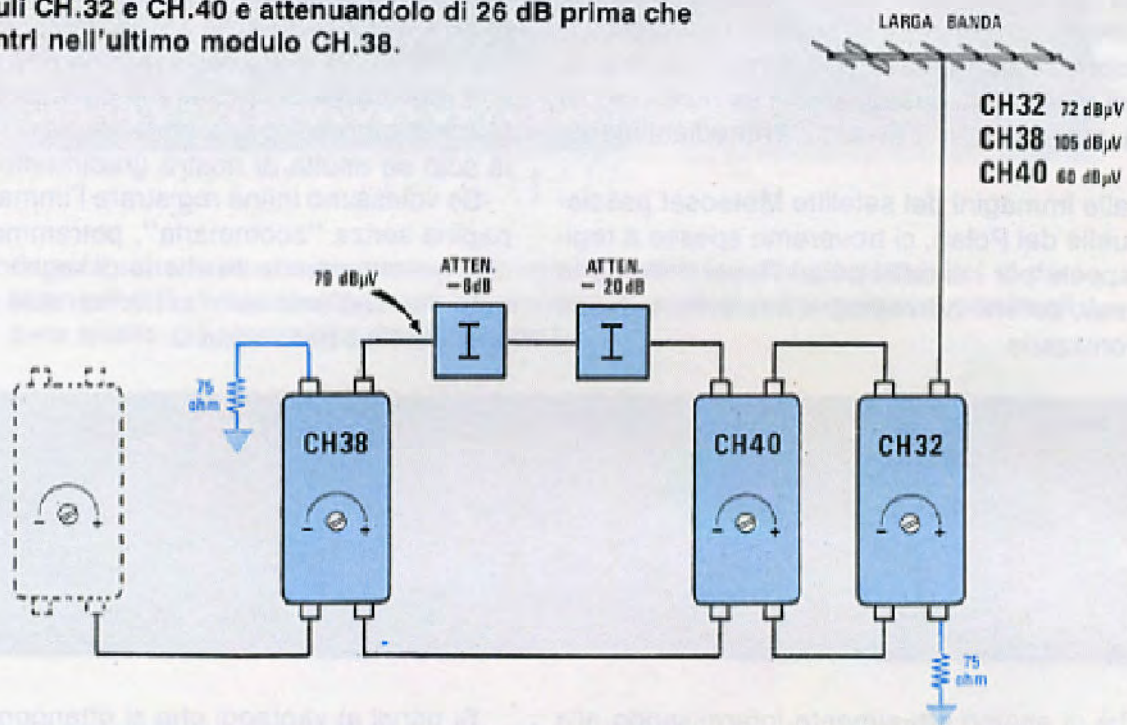 uli CH.32 e CH.40 e attenuandolo di 26 dB prima che
ntri nell'ultimo modulo CH.38.
LARGA BANDA
CH32 72 dBµV
CH38 105 dBµV
CH40 60 dBµV
79 dBµV
ATTEN.
-6dB
ATTEN.
- 20dB
75
ohm
CH38
CH40
CH32
- +
- +
- +
- +
75
ohm